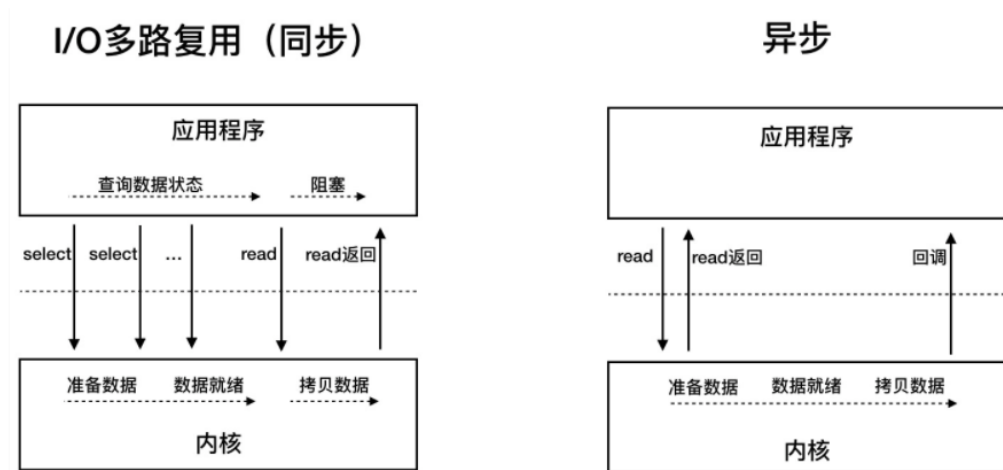 I/O多路复用（同步）
异步
应用程序
查询数据状态
阻塞
select
select
...
read
read返回
准备数据
数据就绪
拷贝数据
内核
应用程序
read
read返回
回调
准备数据
数据就绪
拷贝数据
内核